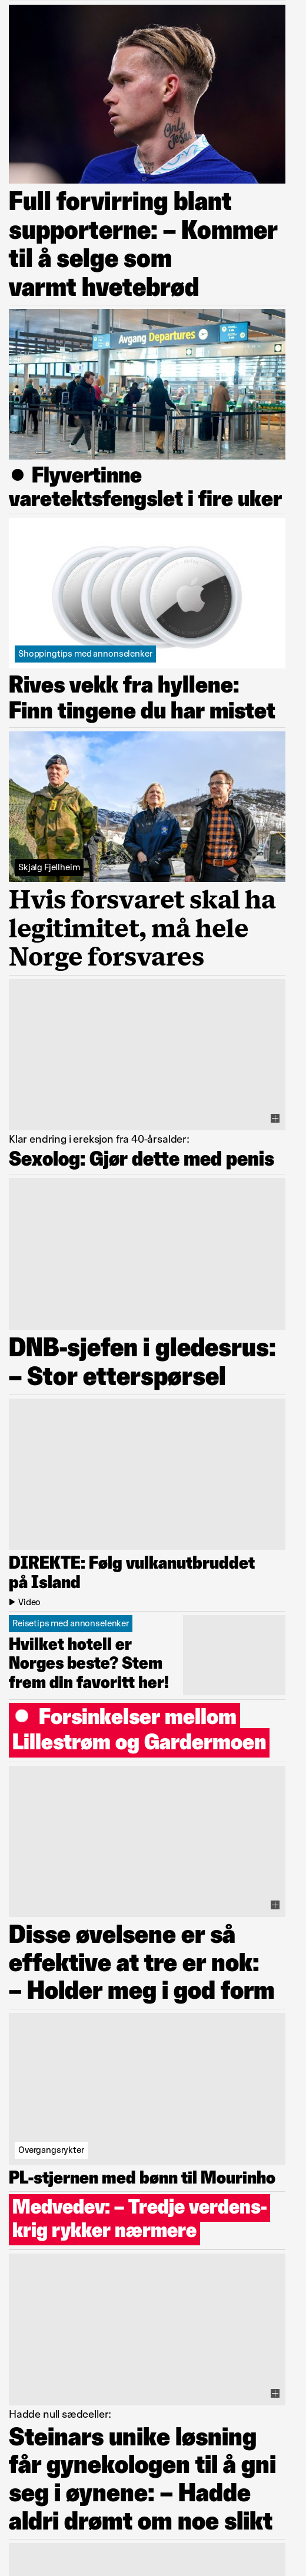 Only
Jesus
Full forvirring blant
supporterne: – Kommer
til å selge som
varmt hvetebrød
Avgang Departures
● Flyvertinne
varetektsfengslet i fire uker
Shoppingtips med annonselenker
Rives vekk fra hyllene:
Finn tingene du har mistet
Skjalg Fjellheim
Hvis forsvaret skal ha
legitimitet, må hele
Norge forsvares
Klar endring i ereksjon fra 40-årsalder:
Sexolog: Gjør dette med penis
DNB-sjefen i gledesrus:
– Stor etterspørsel
DIREKTE: Følg vulkanutbruddet
på Island
Video
Reisetips med annonselenker
Hvilket hotell er
Norges beste? Stem
frem din favoritt her!
● Forsinkelser mellom
Lillestrøm og Gardermoen
Disse øvelsene er så
effektive at tre er nok:
– Holder meg i god form
Overgangsrykter
PL-stjernen med bønn til Mourinho
Medvedev: – Tredje verdens-
krig rykker nærmere
Hadde null sædceller:
Steinars unike løsning
får gynekologen til å gni
seg i øynene: – Hadde
aldri drømt om noe slikt